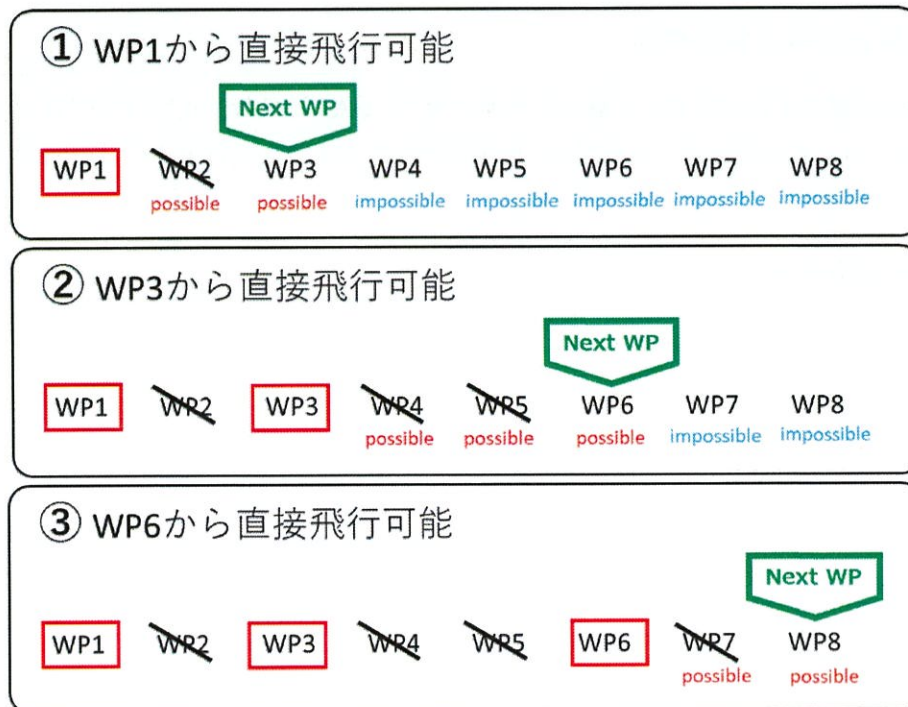 ① WP1から直接飛行可能
Next WP
WP1 WP2 WP3 WP4 WP5 WP6 WP7 WP8
possible possible impossible impossible impossible impossible impossible
② WP3から直接飛行可能
Next WP
WP1 WP2 WP3 WP4 WP5 WP6 WP7 WP8
possible possible possible impossible impossible
③ WP6から直接飛行可能
Next WP
WP1 WP2 WP3 WP4 WP5 WP6 WP7 WP8
possible possible